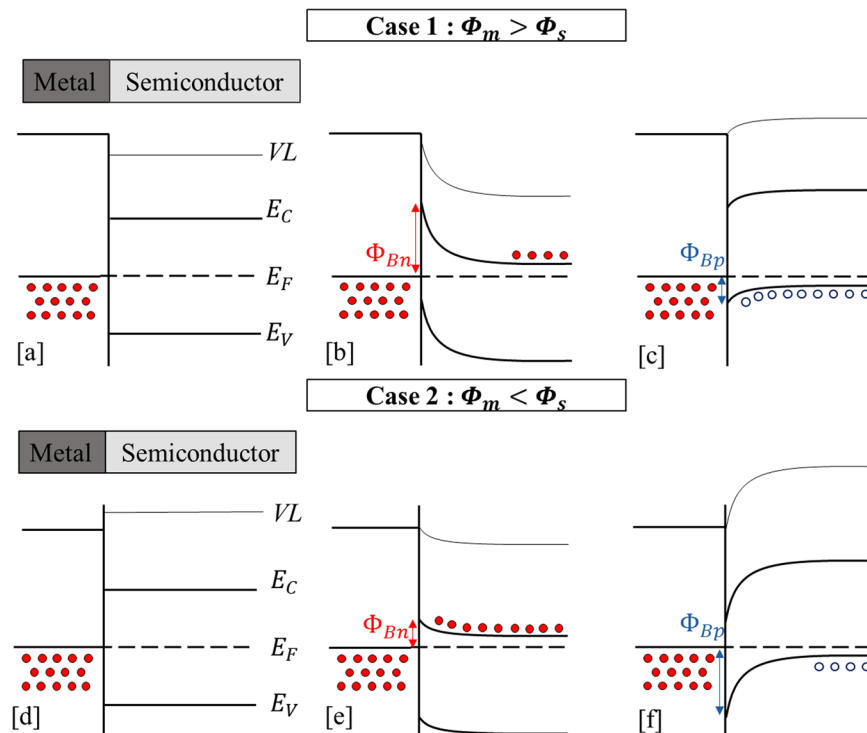 Case 1 : Φm > Φs
Metal Semiconductor
VL
EC
EF
EV
ΦBn
ΦBp
[a] [b] [c]
Case 2 : Φm < Φs
Metal Semiconductor
VL
EC
EF
EV
ΦBn
ΦBp
[d] [e] [f]